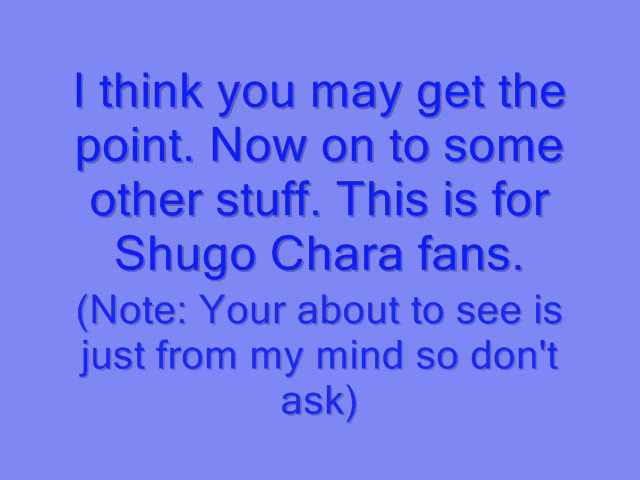 I think you may get the
point. Now on to some
other stuff. This is for
Shugo Chara fans.
(Note: Your about to see is
just from my mind so don't
ask)